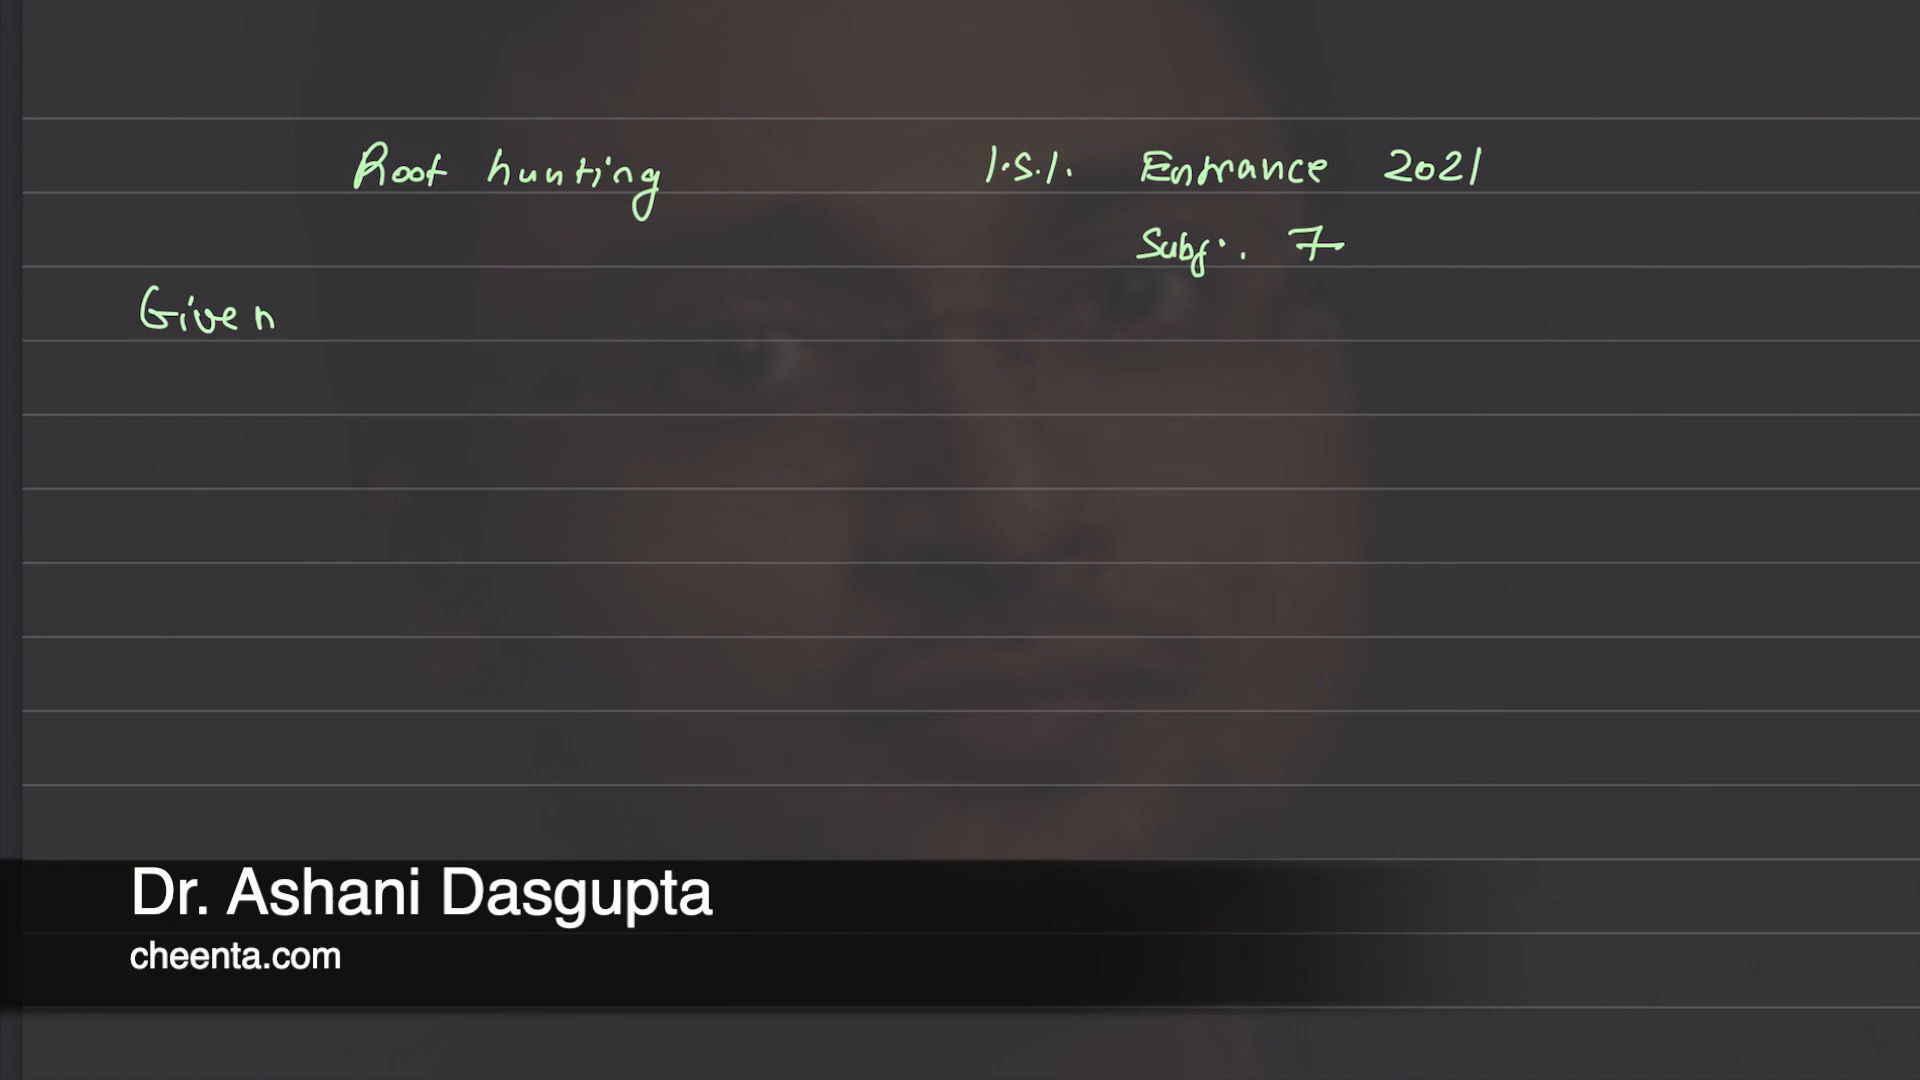 Root hunting I.S.I. Entrance 2021
Subj. 7
Given
Dr. Ashani Dasgupta
cheenta.com